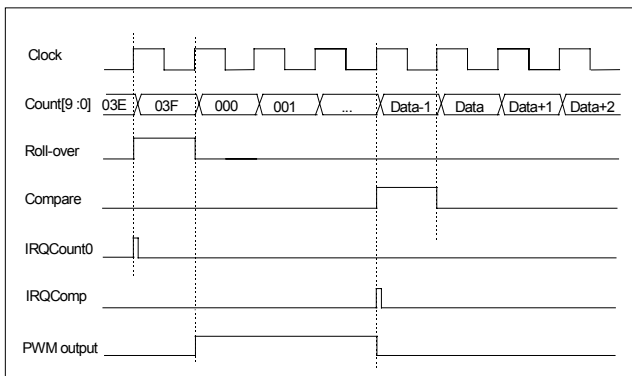 Clock
Count[9 :0] 03E 03F 000 001 ... Data-1 Data Data+1 Data+2
Roll-over
Compare
IRQCount0
IRQComp
PWM output